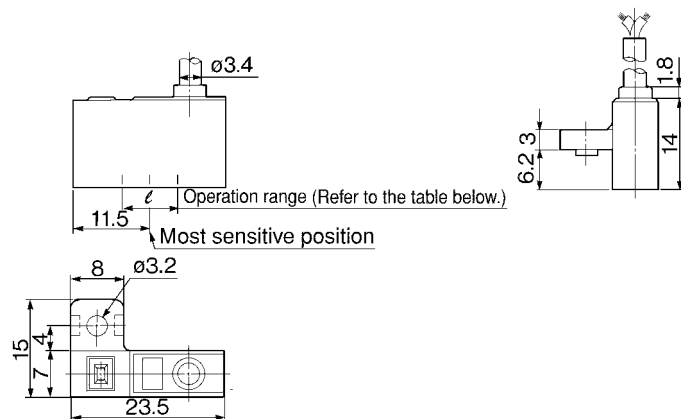 ø3.4
1.8
3
6.2
14
ℓ
Operation range (Refer to the table below.)
11.5
Most sensitive position
8
ø3.2
15
4
7
23.5